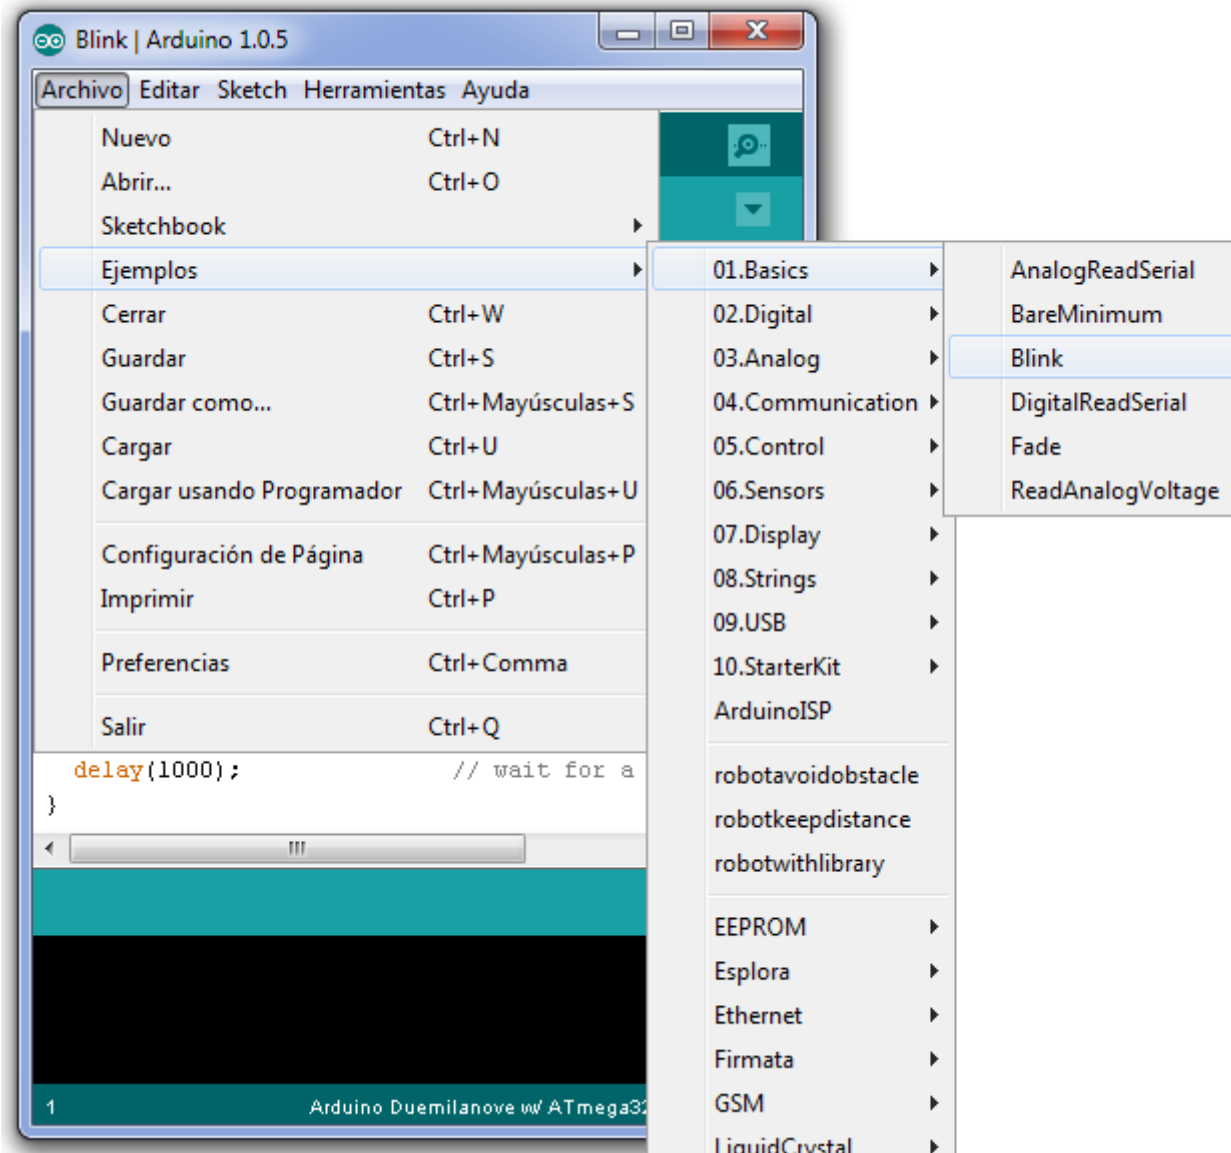 Blink | Arduino 1.0.5
Archivo Editar Sketch Herramientas Ayuda
Nuevo Ctrl+N
Abrir... Ctrl+O
Sketchbook
Ejemplos
Cerrar Ctrl+W
Guardar Ctrl+S
Guardar como... Ctrl+Mayúsculas+S
Cargar Ctrl+U
Cargar usando Programador Ctrl+Mayúsculas+U
Configuración de Página Ctrl+Mayúsculas+P
Imprimir Ctrl+P
Preferencias Ctrl+Comma
Salir Ctrl+Q
01.Basics
02.Digital
03.Analog
04.Communication
05.Control
06.Sensors
07.Display
08.Strings
09.USB
10.StarterKit
ArduinoISP
robotavoidobstacle
robotkeepdistance
robotwithlibrary
EEPROM
Esplora
Ethernet
Firmata
GSM
LiquidCrystal
AnalogReadSerial
BareMinimum
Blink
DigitalReadSerial
Fade
ReadAnalogVoltage
delay(1000); // wait for a
}
1 Arduino Duemilanove w/ ATmega32